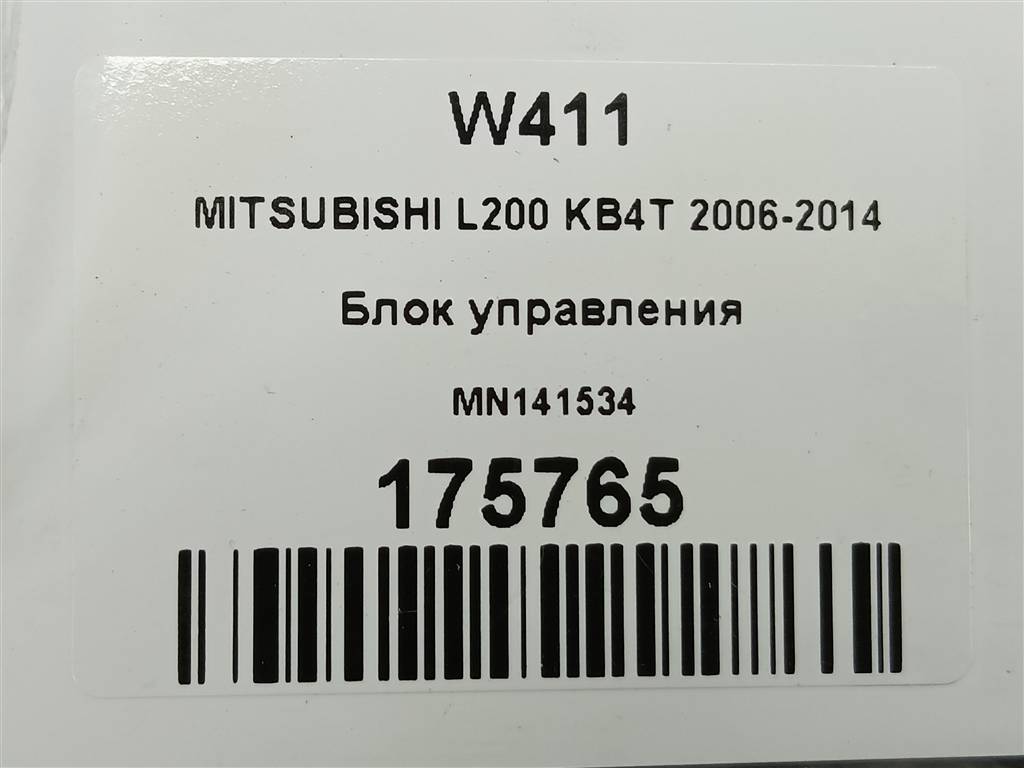 W411
MITSUBISHI L200 KB4T 2006-2014
Блок управления
MN141534
175765